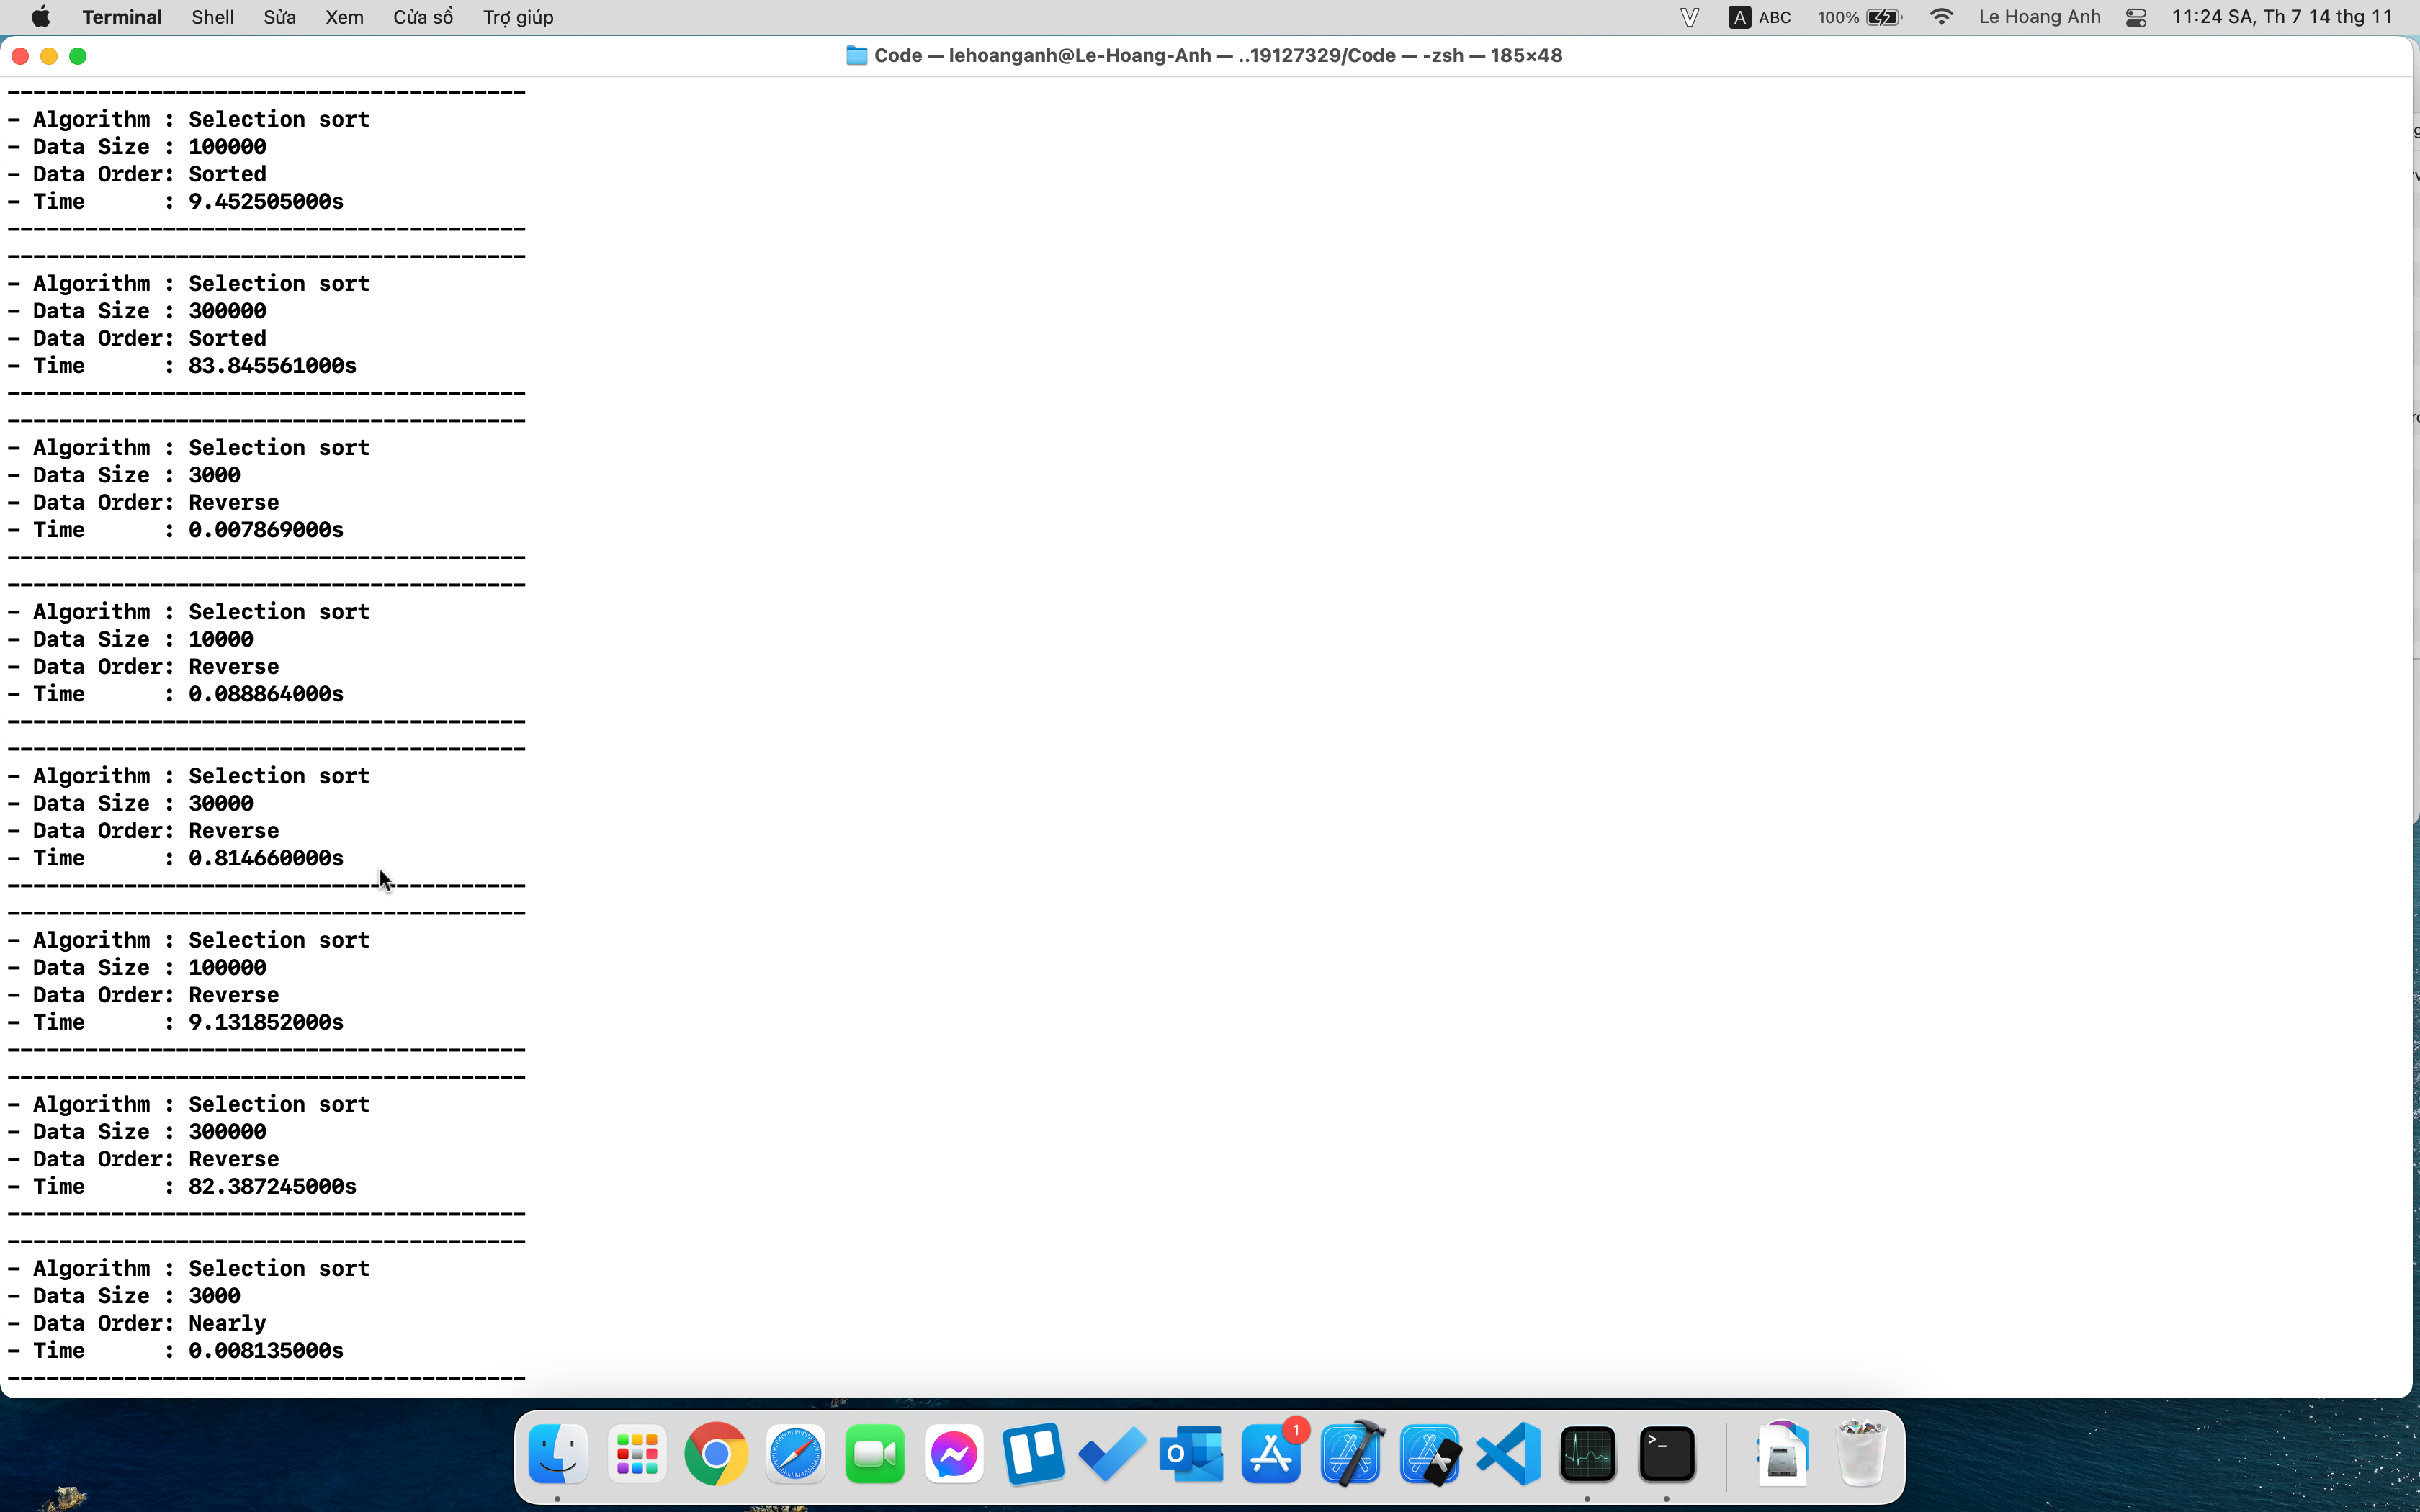 Terminal Shell Sửa Xem Cửa sổ Trợ giúp A ABC 100% Le Hoang Anh 11:24 SA, Th 7 14 thg 11
Code — lehoanganh@Le-Hoang-Anh — ..19127329/Code — -zsh — 185×48
----------------------------------------
- Algorithm : Selection sort
- Data Size : 100000
- Data Order: Sorted
- Time      : 9.452505000s
----------------------------------------
----------------------------------------
- Algorithm : Selection sort
- Data Size : 300000
- Data Order: Sorted
- Time      : 83.845561000s
----------------------------------------
----------------------------------------
- Algorithm : Selection sort
- Data Size : 3000
- Data Order: Reverse
- Time      : 0.007869000s
----------------------------------------
----------------------------------------
- Algorithm : Selection sort
- Data Size : 10000
- Data Order: Reverse
- Time      : 0.088864000s
----------------------------------------
----------------------------------------
- Algorithm : Selection sort
- Data Size : 30000
- Data Order: Reverse
- Time      : 0.814660000s
----------------------------------------
----------------------------------------
- Algorithm : Selection sort
- Data Size : 100000
- Data Order: Reverse
- Time      : 9.131852000s
----------------------------------------
----------------------------------------
- Algorithm : Selection sort
- Data Size : 300000
- Data Order: Reverse
- Time      : 82.387245000s
----------------------------------------
----------------------------------------
- Algorithm : Selection sort
- Data Size : 3000
- Data Order: Nearly
- Time      : 0.008135000s
----------------------------------------
1